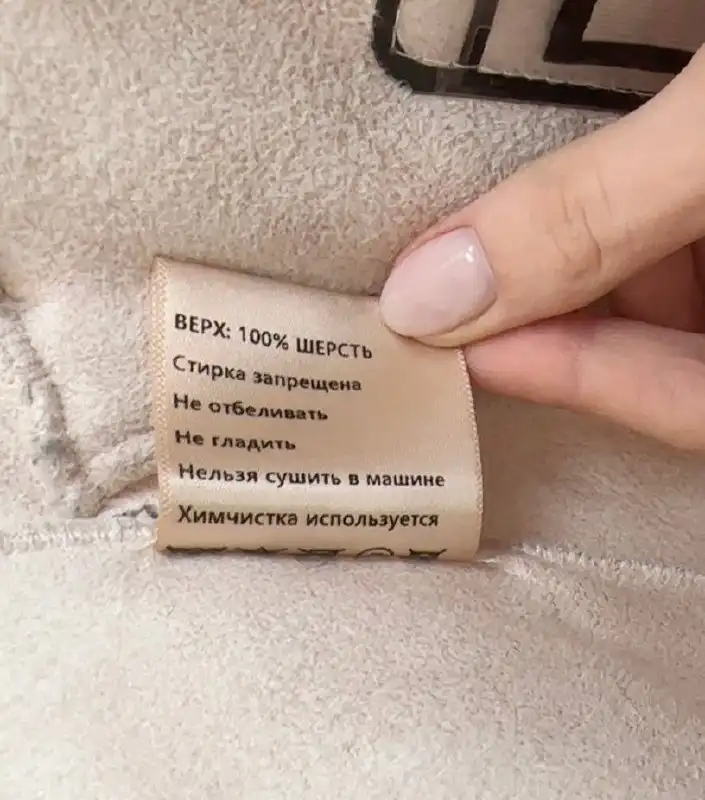 ВЕРХ: 100% ШЕРСТЬ
Стирка запрещена
Не отбеливать
Не гладить
Нельзя сушить в машине
Химчистка используется